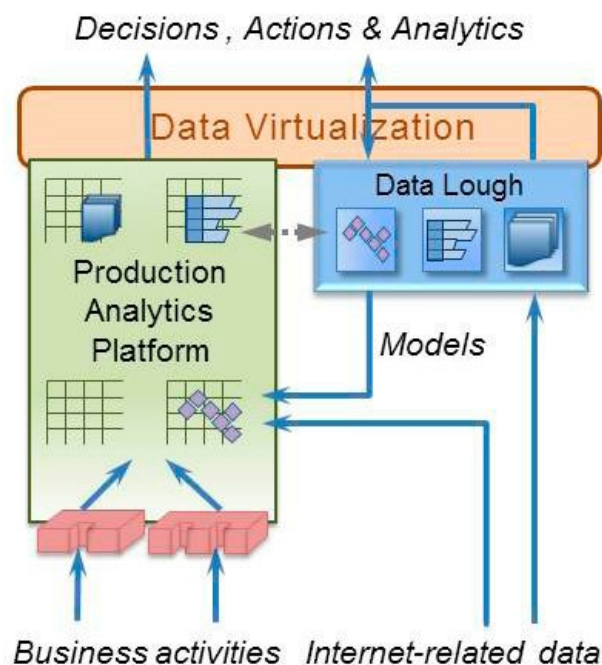 Decisions , Actions & Analytics
Data Virtualization
Data Lough
Production
Analytics
Platform
Models
Business activities
Internet-related data